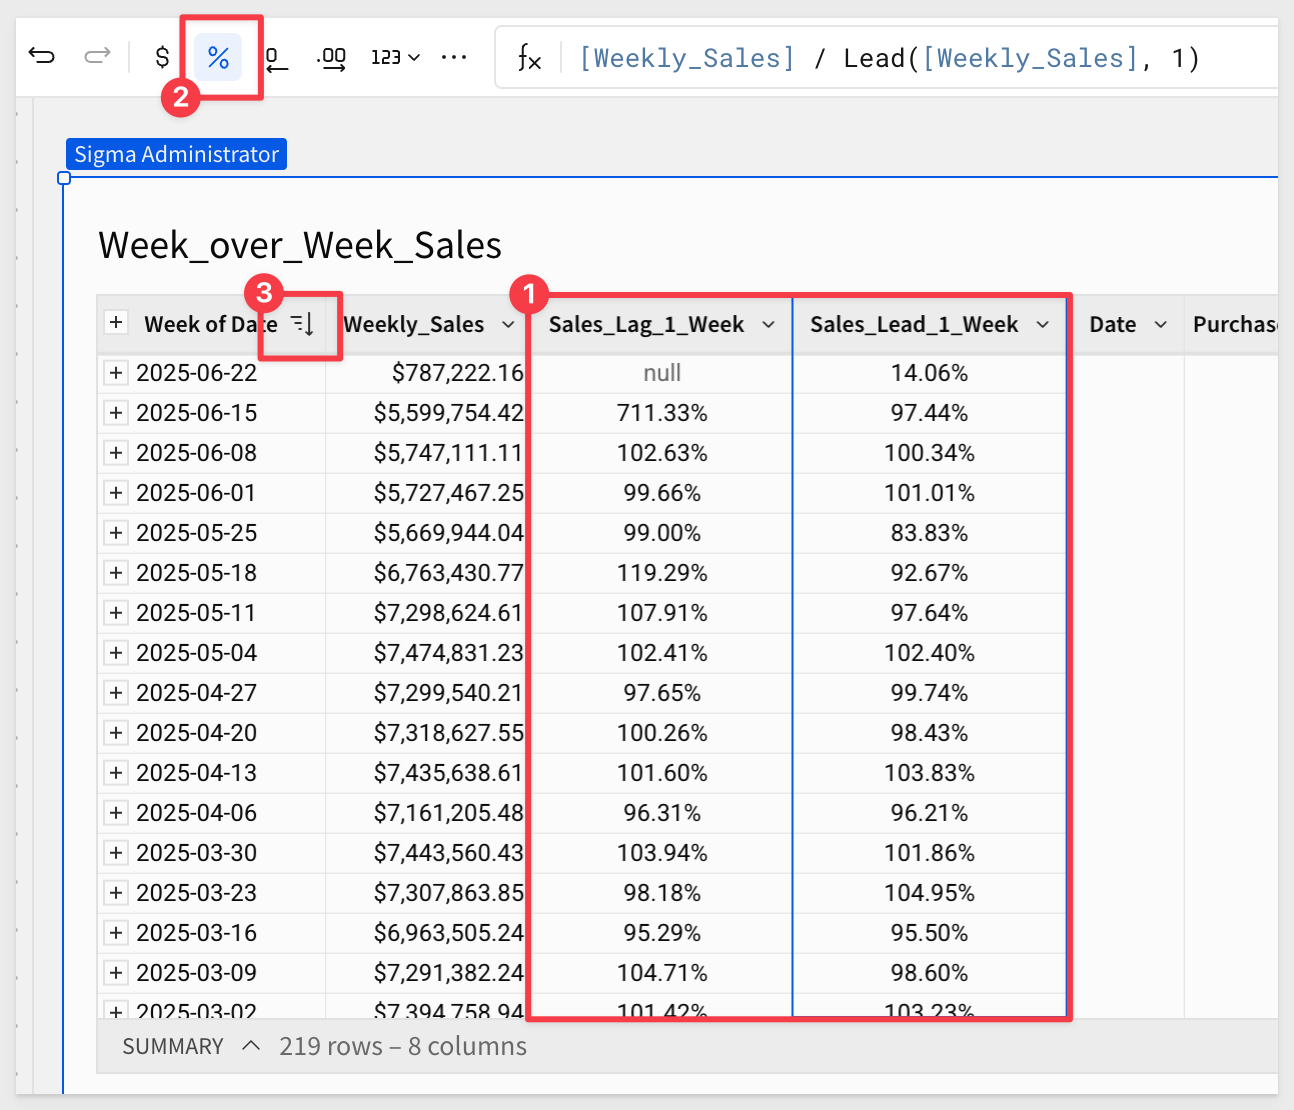 $ % 0 .00 123 ... fx [Weekly_Sales] / Lead([Weekly_Sales], 1)
2
Sigma Administrator
Week_over_Week_Sales
3 1
Week of Date Weekly_Sales Sales_Lag_1_Week Sales_Lead_1_Week Date Purchas
2025-06-22 $787,222.16 null 14.06%
2025-06-15 $5,599,754.42 711.33% 97.44%
2025-06-08 $5,747,111.11 102.63% 100.34%
2025-06-01 $5,727,467.25 99.66% 101.01%
2025-05-25 $5,669,944.04 99.00% 83.83%
2025-05-18 $6,763,430.77 119.29% 92.67%
2025-05-11 $7,298,624.61 107.91% 97.64%
2025-05-04 $7,474,831.23 102.41% 102.40%
2025-04-27 $7,299,540.21 97.65% 99.74%
2025-04-20 $7,318,627.55 100.26% 98.43%
2025-04-13 $7,435,638.61 101.60% 103.83%
2025-04-06 $7,161,205.48 96.31% 96.21%
2025-03-30 $7,443,560.43 103.94% 101.86%
2025-03-23 $7,307,863.85 98.18% 104.95%
2025-03-16 $6,963,505.24 95.29% 95.50%
2025-03-09 $7,291,382.24 104.71% 98.60%
2025-03-02 $7,394,758.94 101.42% 103.23%
SUMMARY 219 rows – 8 columns